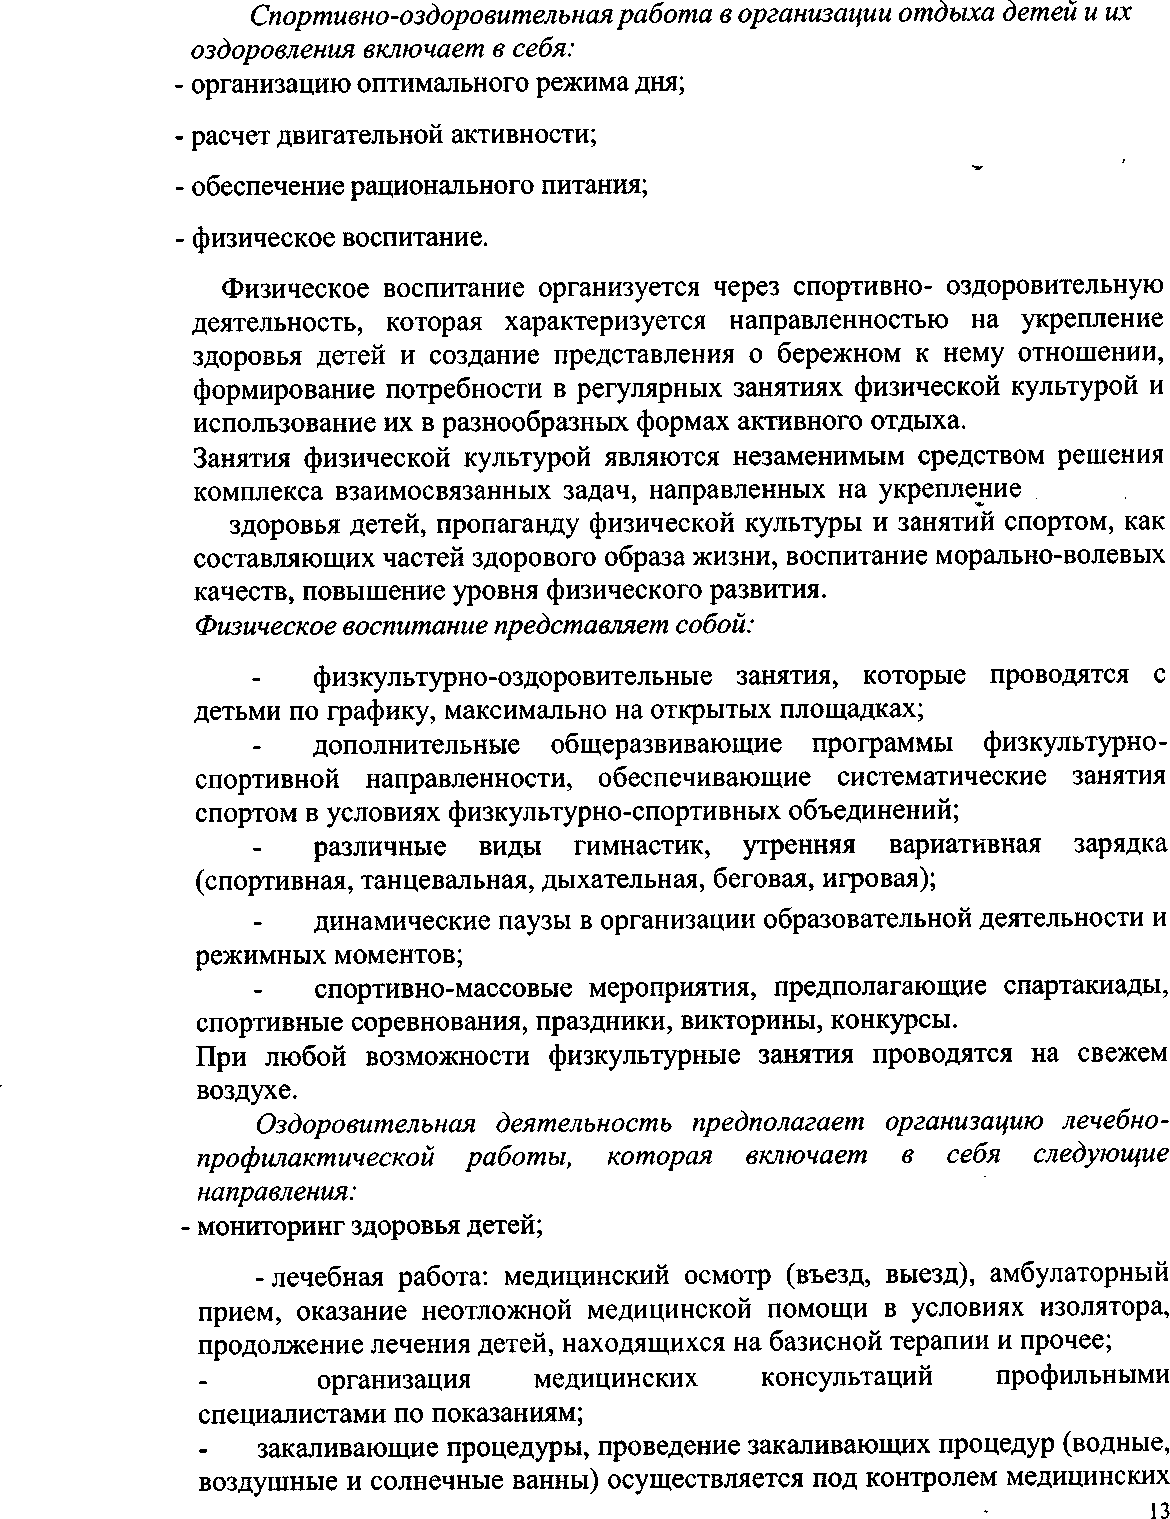 Спортивно-оздоровительная работа в организации отдыха детей и их
оздоровления включает в себя:
- организацию оптимального режима дня;
- расчет двигательной активности;
- обеспечение рационального питания;
- физическое воспитание.
Физическое воспитание организуется через спортивно- оздоровительную
деятельность, которая характеризуется направленностью на укрепление
здоровья детей и создание представления о бережном к нему отношении,
формирование потребности в регулярных занятиях физической культурой и
использование их в разнообразных формах активного отдыха.
Занятия физической культурой являются незаменимым средством решения
комплекса взаимосвязанных задач, направленных на укрепление
здоровья детей, пропаганду физической культуры и занятий спортом, как
составляющих частей здорового образа жизни, воспитание морально-волевых
качеств, повышение уровня физического развития.
Физическое воспитание представляет собой:
- физкультурно-оздоровительные занятия, которые проводятся с
детьми по графику, максимально на открытых площадках;
- дополнительные общеразвивающие программы физкультурно-
спортивной направленности, обеспечивающие систематические занятия
спортом в условиях физкультурно-спортивных объединений;
- различные виды гимнастик, утренняя вариативная зарядка
(спортивная, танцевальная, дыхательная, беговая, игровая);
- динамические паузы в организации образовательной деятельности и
режимных моментов;
- спортивно-массовые мероприятия, предполагающие спартакиады,
спортивные соревнования, праздники, викторины, конкурсы.
При любой возможности физкультурные занятия проводятся на свежем
воздухе.
Оздоровительная деятельность предполагает организацию лечебно-
профилактической работы, которая включает в себя следующие
направления:
- мониторинг здоровья детей;
- лечебная работа: медицинский осмотр (въезд, выезд), амбулаторный
прием, оказание неотложной медицинской помощи в условиях изолятора,
продолжение лечения детей, находящихся на базисной терапии и прочее;
- организация медицинских консультаций профильными
специалистами по показаниям;
- закаливающие процедуры, проведение закаливающих процедур (водные,
воздушные и солнечные ванны) осуществляется под контролем медицинских
13